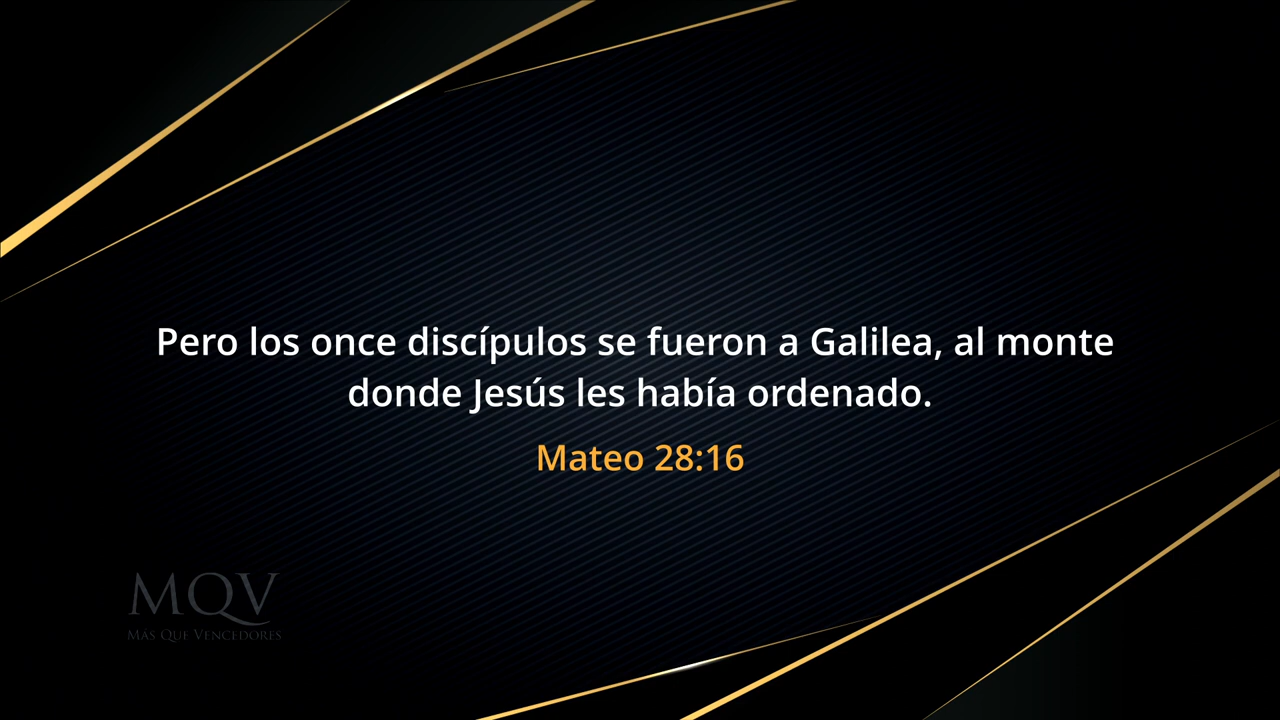 Pero los once discípulos se fueron a Galilea, al monte
donde Jesús les había ordenado.
Mateo 28:16
MQV
MÁS QUE VENCEDORES